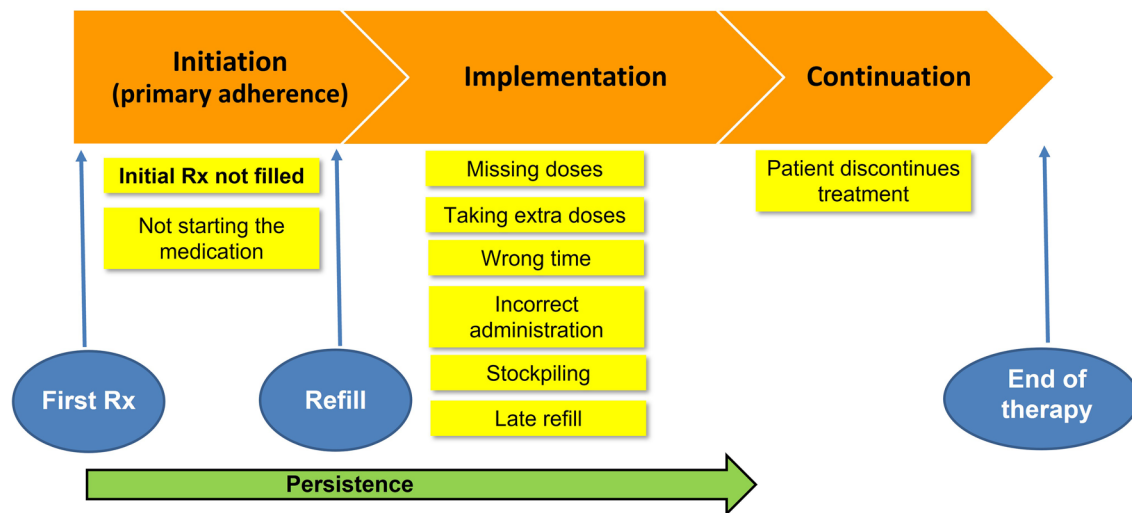 Initiation
(primary adherence)
Implementation
Continuation
Initial Rx not filled
Not starting the
medication
Missing doses
Taking extra doses
Wrong time
Incorrect
administration
Stockpiling
Late refill
Patient discontinues
treatment
First Rx
Refill
End of
therapy
Persistence